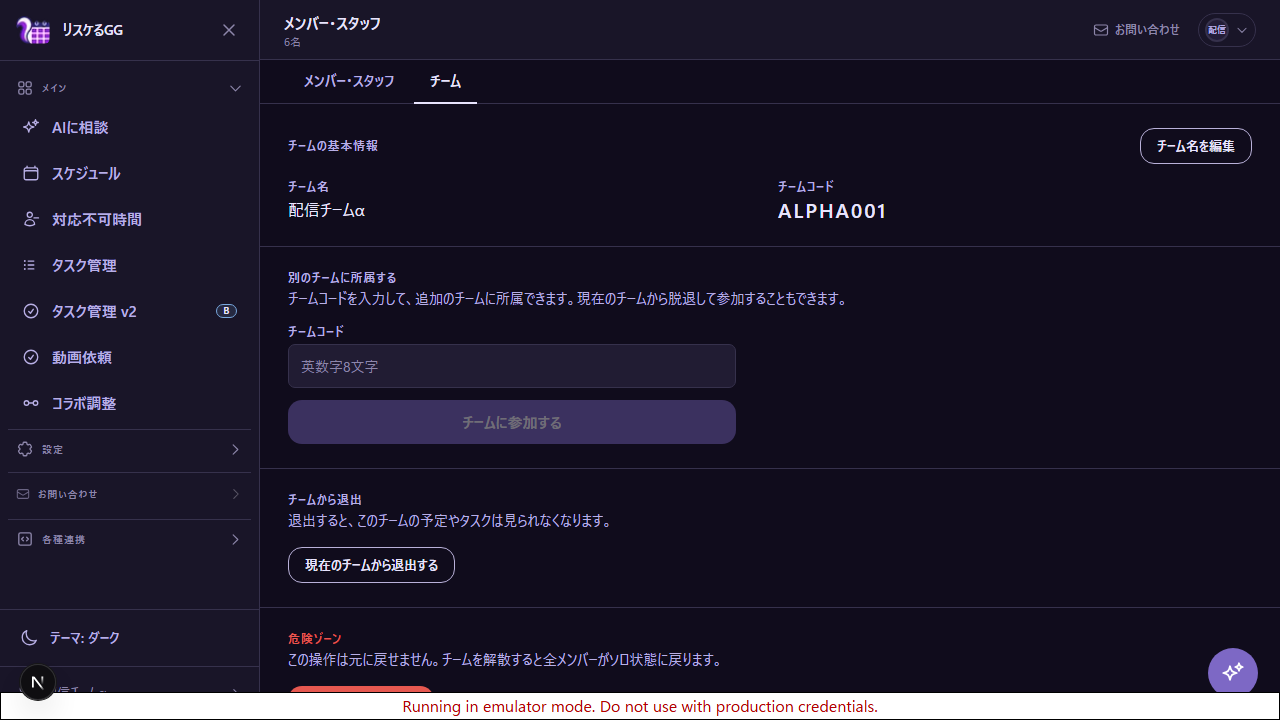 リスケるGG
メイン
AIに相談
スケジュール
対応不可時間
タスク管理
タスク管理 v2
B
動画依頼
コラボ調整
設定
お問い合わせ
各種連携
テーマ: ダーク
N
メンバー・スタッフ
6名
お問い合わせ
配信
メンバー・スタッフ
チーム
チームの基本情報
チーム名を編集
チーム名
配信チームα
チームコード
ALPHA001
別のチームに所属する
チームコードを入力して、追加のチームに所属できます。現在のチームから脱退して参加することもできます。
チームコード
英数字8文字
チームに参加する
チームから退出
退出すると、このチームの予定やタスクは見られなくなります。
現在のチームから退出する
危険ゾーン
この操作は元に戻せません。チームを解散すると全メンバーがソロ状態に戻ります。
Running in emulator mode. Do not use with production credentials.